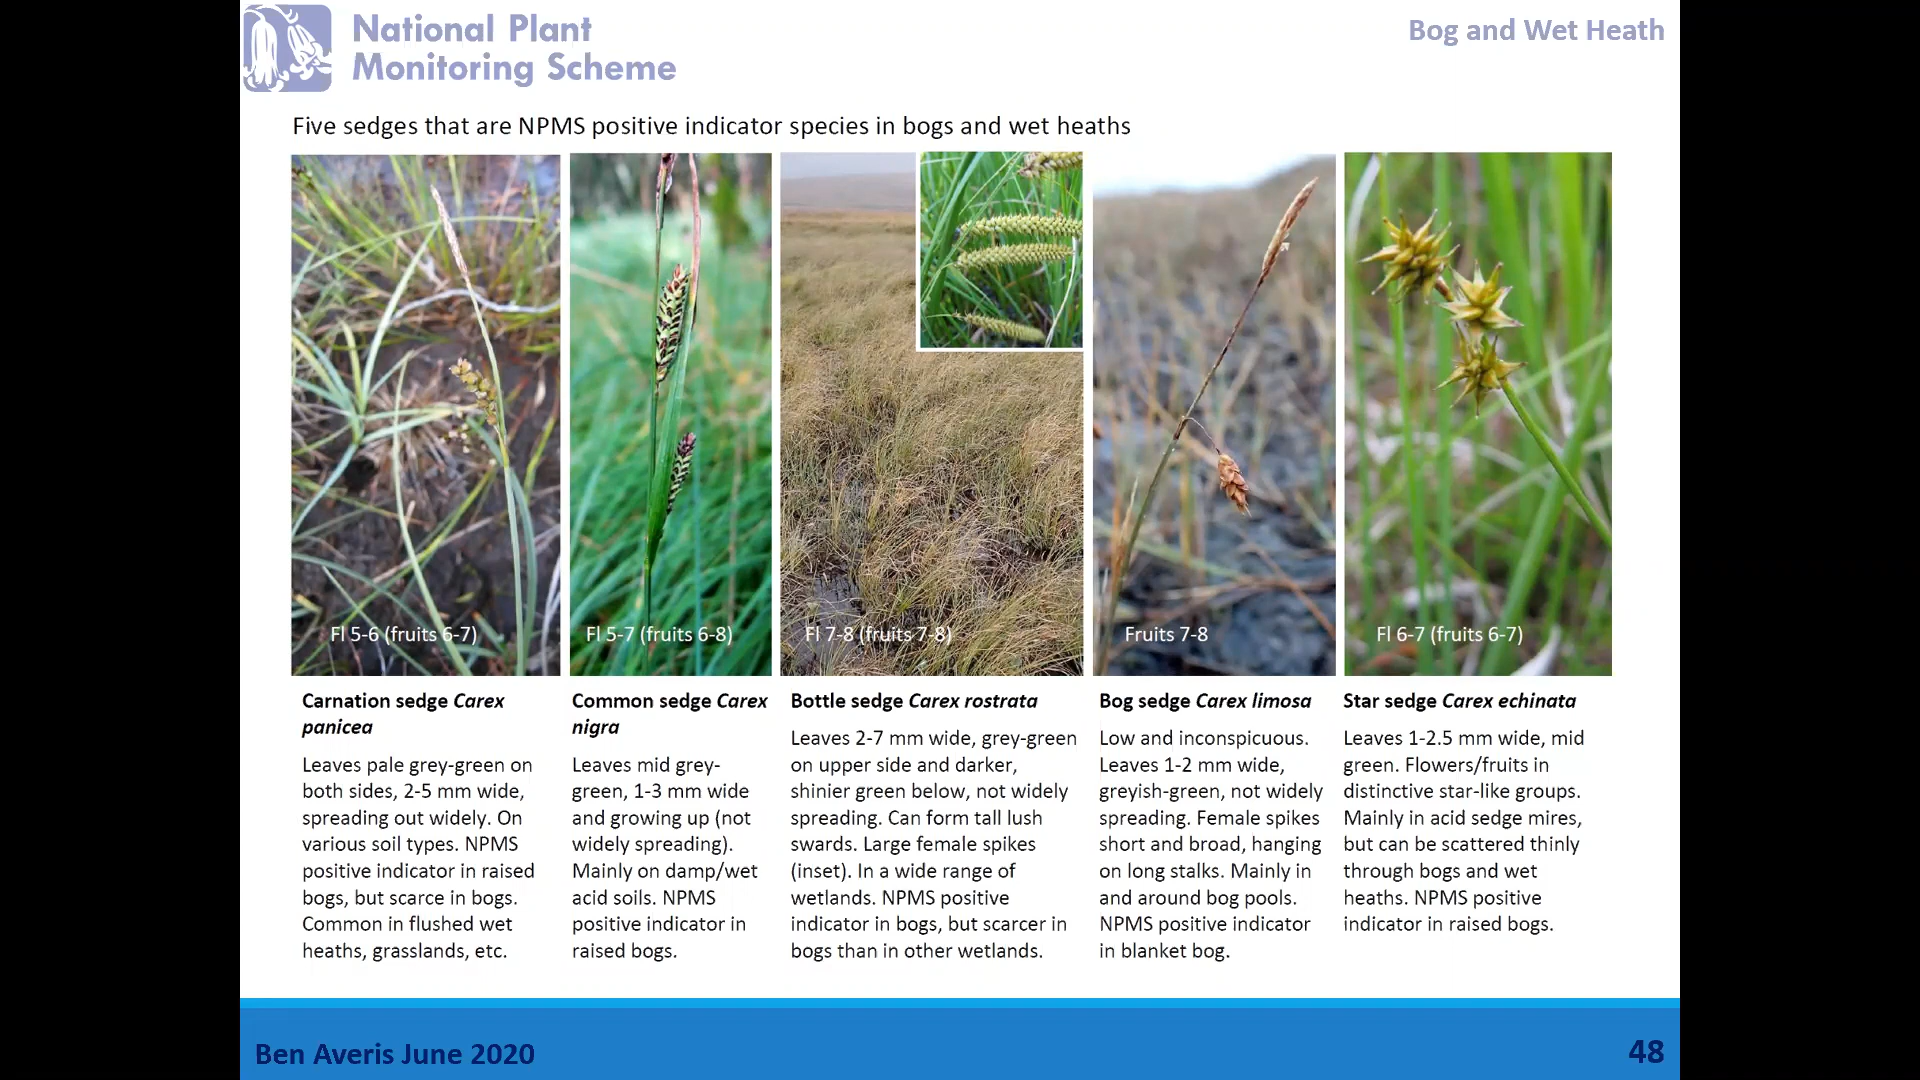 National Plant
Monitoring Scheme
Bog and Wet Heath
Five sedges that are NPMS positive indicator species in bogs and wet heaths
Fl 5-6 (fruits 6-7)
Fl 5-7 (fruits 6-8)
Fl 7-8 (fruits 7-8)
Fruits 7-8
Fl 6-7 (fruits 6-7)
Carnation sedge Carex
panicea
Leaves pale grey-green on
both sides, 2-5 mm wide,
spreading out widely. On
various soil types. NPMS
positive indicator in raised
bogs, but scarce in bogs.
Common in flushed wet
heaths, grasslands, etc.
Common sedge Carex
nigra
Leaves mid grey-
green, 1-3 mm wide
and growing up (not
widely spreading).
Mainly on damp/wet
acid soils. NPMS
positive indicator in
raised bogs.
Bottle sedge Carex rostrata
Leaves 2-7 mm wide, grey-green
on upper side and darker,
shinier green below, not widely
spreading. Can form tall lush
swards. Large female spikes
(inset). In a wide range of
wetlands. NPMS positive
indicator in bogs, but scarcer in
bogs than in other wetlands.
Bog sedge Carex limosa
Low and inconspicuous.
Leaves 1-2 mm wide,
greyish-green, not widely
spreading. Female spikes
short and broad, hanging
on long stalks. Mainly in
and around bog pools.
NPMS positive indicator
in blanket bog.
Star sedge Carex echinata
Leaves 1-2.5 mm wide, mid
green. Flowers/fruits in
distinctive star-like groups.
Mainly in acid sedge mires,
but can be scattered thinly
through bogs and wet
heaths. NPMS positive
indicator in raised bogs.
Ben Averis June 2020
48